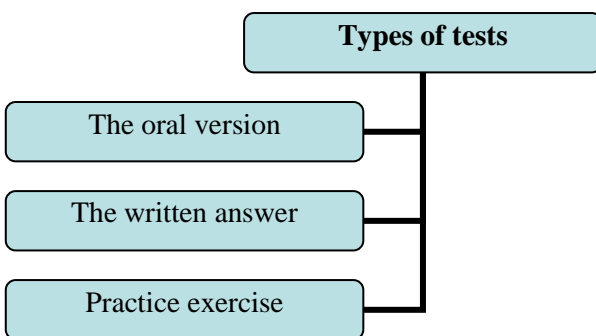 Types of tests
The oral version
The written answer
Practice exercise